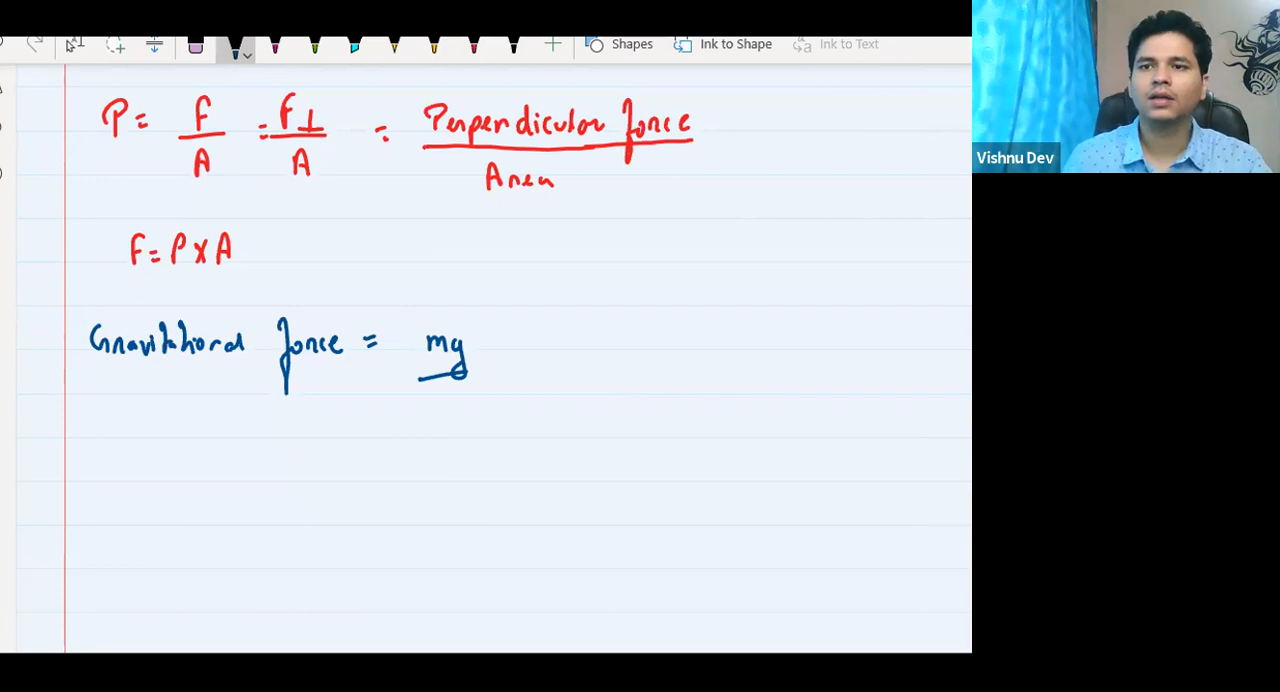 Shapes Ink to Shape Ink to Text
P = F/A = F⊥/A = Perpendicular force/Area
F = P × A
Gravitational force = mg
Vishnu Dev